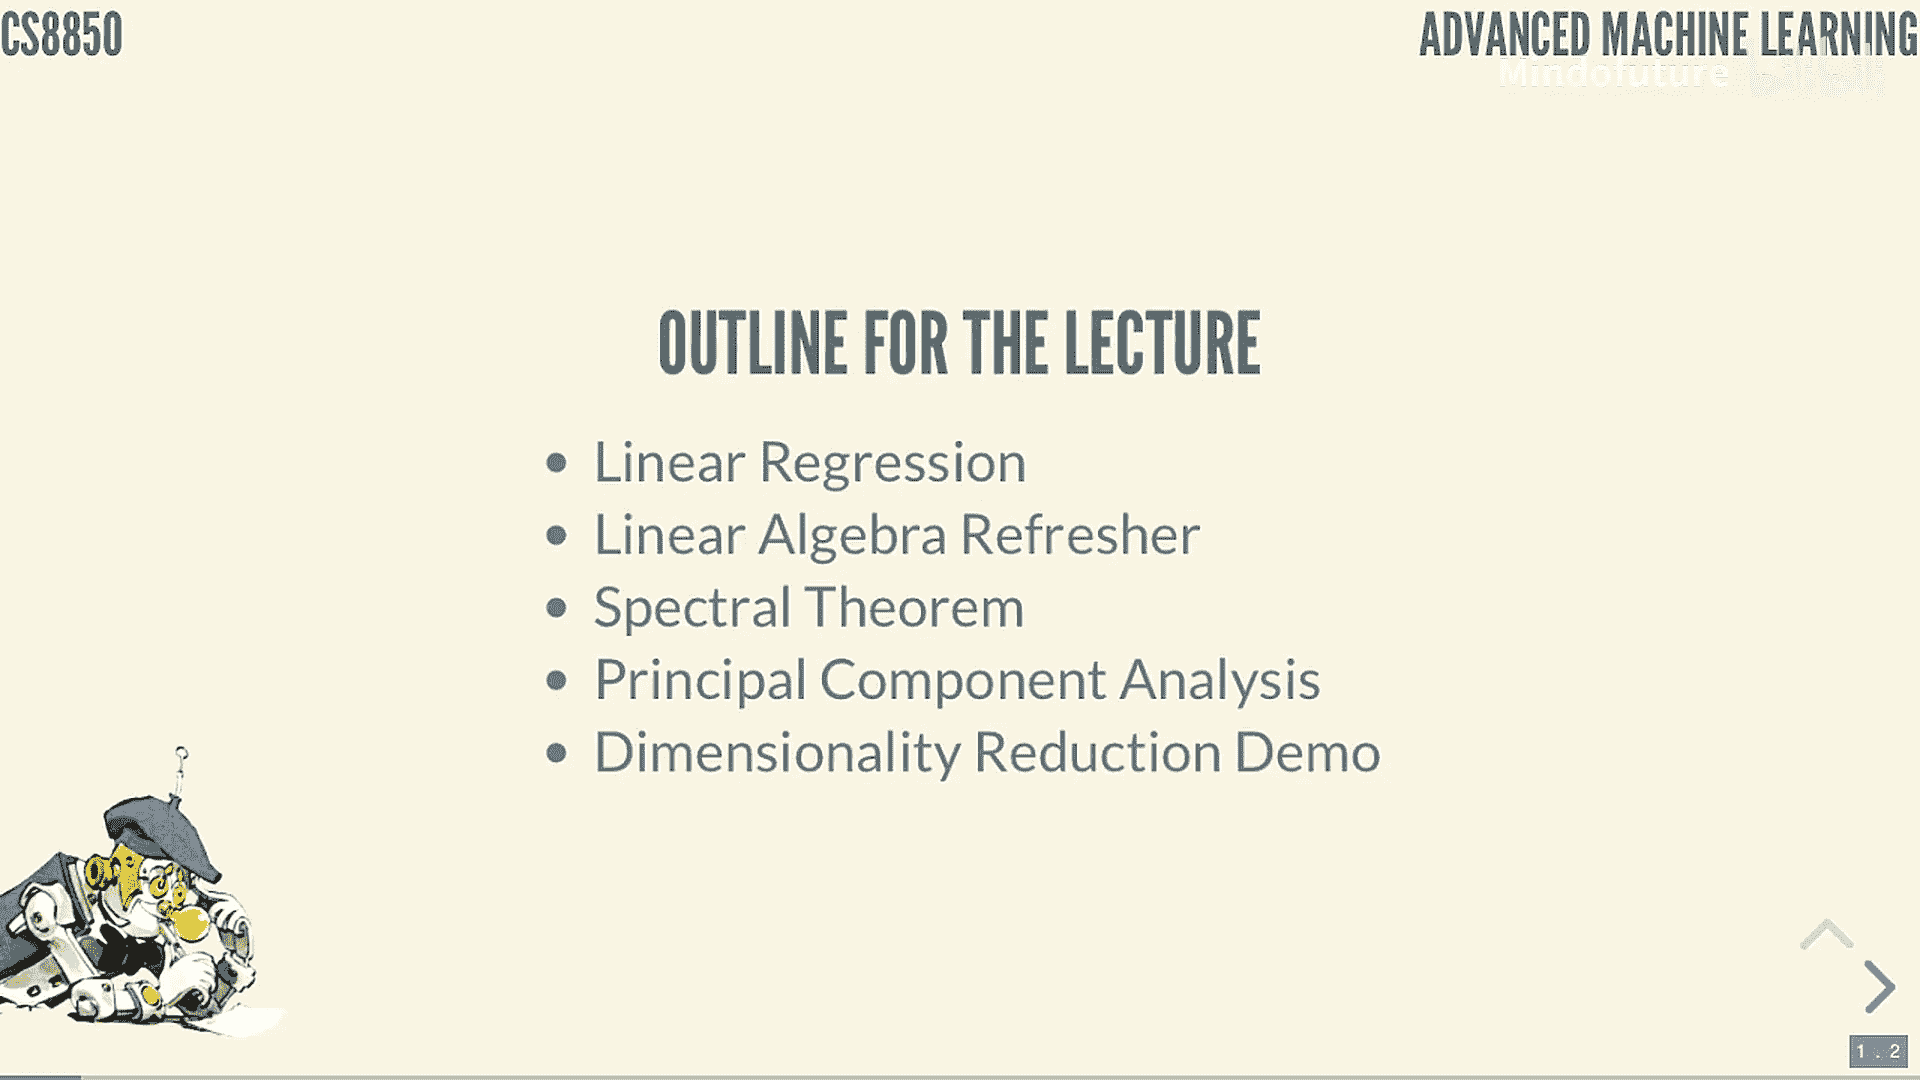 CS8850
ADVANCED MACHINE LEARNING
Mindofuture
OUTLINE FOR THE LECTURE
• Linear Regression
• Linear Algebra Refresher
• Spectral Theorem
• Principal Component Analysis
• Dimensionality Reduction Demo
1 . 2